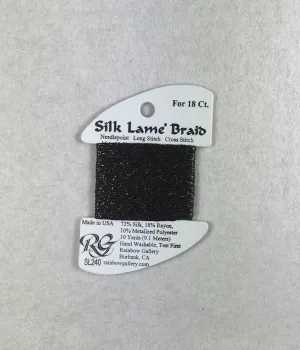 For 18 Ct.
Silk Lame' Braid
Needlepoint Long Stitch Cross Stitch
Made in USA
RG
SL240
72% Silk, 18% Rayon,
10% Metalized Polyester
10 Yards (9.1 Meters)
Hand Washable, Test First
Rainbow Gallery
Burbank, CA
rainbowgallery.com